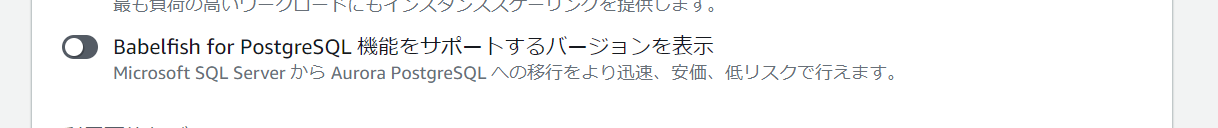 最も負荷の高いワークロードにもインスタンススケーリングを提供します。
Babelfish for PostgreSQL 機能をサポートするバージョンを表示
Microsoft SQL Server から Aurora PostgreSQL への移行をより迅速、安価、低リスクで行えます。